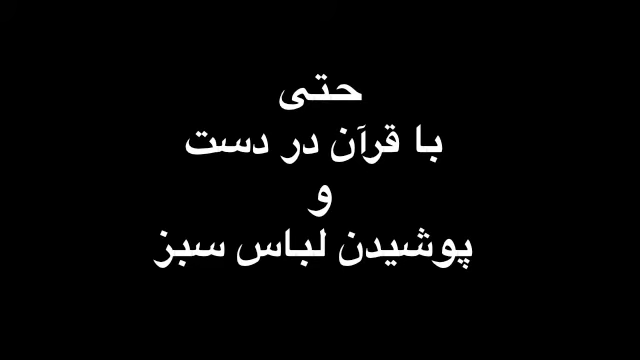 حتی
با قرآن در دست
و
پوشیدن لباس سبز